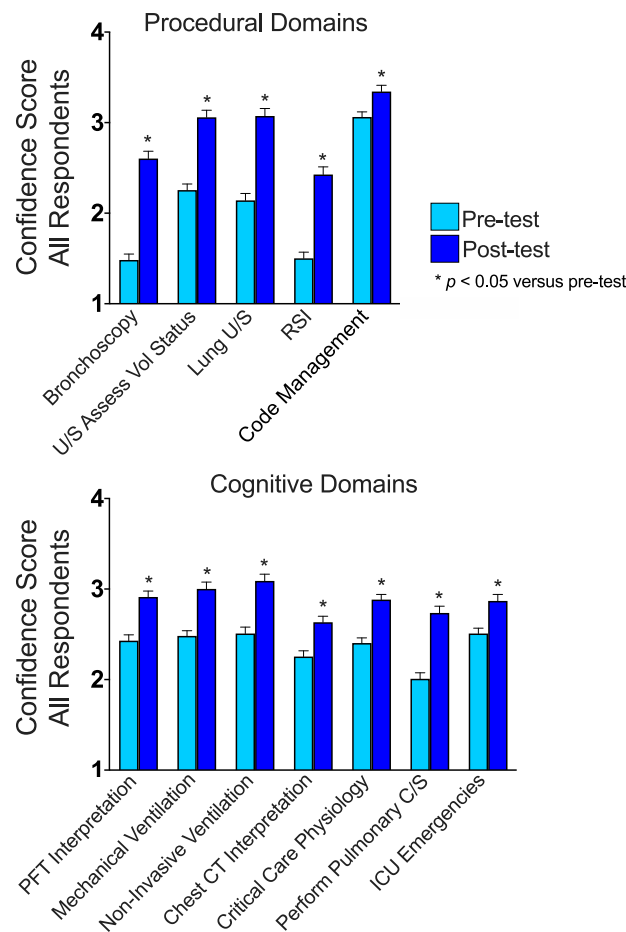 Procedural Domains
Confidence Score
All Respondents
4
3
2
1
Bronchoscopy
U/S Assess Vol Status
Lung U/S
RSI
Code Management
Pre-test
Post-test
* p < 0.05 versus pre-test
*
*
*
*
*
Cognitive Domains
Confidence Score
All Respondents
4
3
2
1
*
*
*
*
*
*
*
PFT Interpretation
Mechanical Ventilation
Non-Invasive Ventilation
Chest CT Interpretation
Critical Care Physiology
Perform Pulmonary C/S
ICU Emergencies